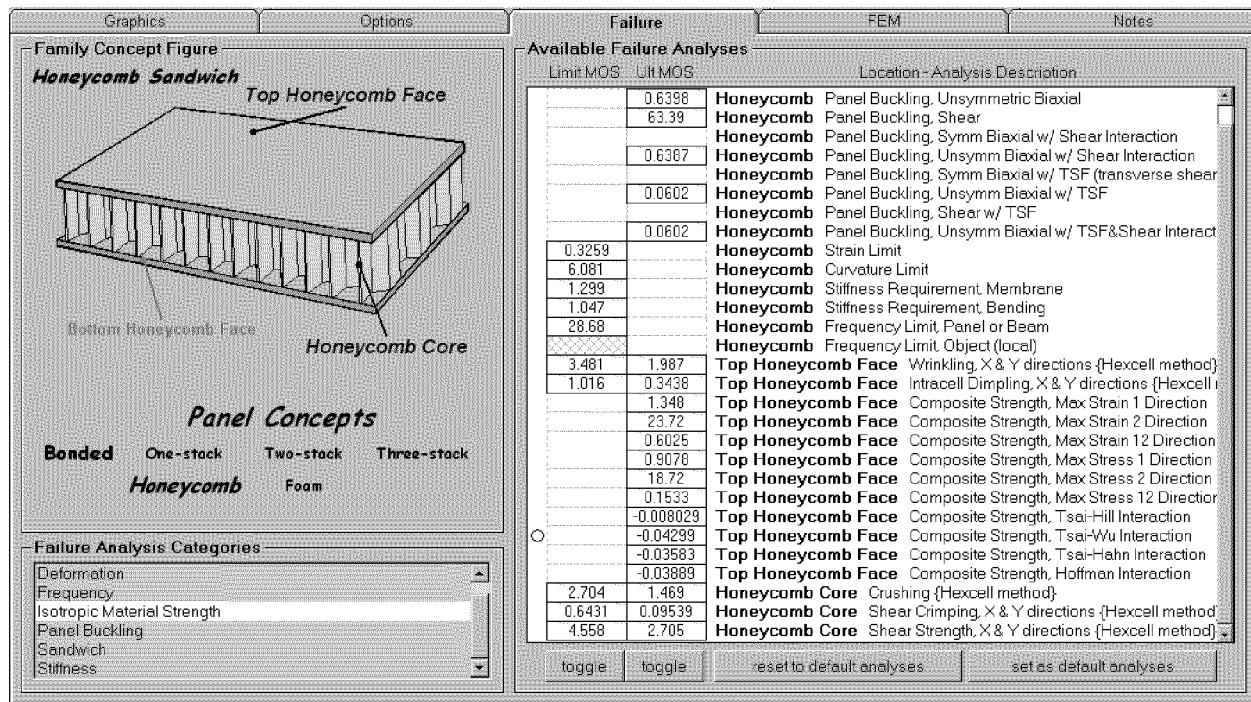 Graphics Options Failure FEM Notes
Family Concept Figure
Honeycomb Sandwich
Top Honeycomb Face
Bottom Honeycomb Face
Honeycomb Core
Panel Concepts
Bonded One-stack Two-stack Three-stack
Honeycomb Foam
Failure Analysis Categories
Deformation
Frequency
Isotropic Material Strength
Panel Buckling
Sandwich
Stiffness
Available Failure Analyses
Limit MOS Ult MOS Location - Analysis Description
0.6398 Honeycomb Panel Buckling, Unsymmetric Biaxial
63.39 Honeycomb Panel Buckling, Shear
Honeycomb Panel Buckling, Symm Biaxial w/ Shear Interaction
0.6387 Honeycomb Panel Buckling, Unsymm Biaxial w/ Shear Interaction
Honeycomb Panel Buckling, Symm Biaxial w/ TSF (transverse shear
0.0602 Honeycomb Panel Buckling, Unsymm Biaxial w/ TSF
Honeycomb Panel Buckling, Shear w/ TSF
0.0602 Honeycomb Panel Buckling, Unsymm Biaxial w/ TSF&Shear Interact
0.3259 Honeycomb Strain Limit
6.081 Honeycomb Curvature Limit
1.299 Honeycomb Stiffness Requirement, Membrane
1.047 Honeycomb Stiffness Requirement, Bending
28.68 Honeycomb Frequency Limit, Panel or Beam
Honeycomb Frequency Limit, Object (local)
3.481 1.987 Top Honeycomb Face Wrinkling, X & Y directions {Hexcell method}
1.016 0.3438 Top Honeycomb Face Intracell Dimpling, X & Y directions {Hexcell
1.348 Top Honeycomb Face Composite Strength, Max Strain 1 Direction
23.72 Top Honeycomb Face Composite Strength, Max Strain 2 Direction
0.6025 Top Honeycomb Face Composite Strength, Max Strain 12 Direction
0.9078 Top Honeycomb Face Composite Strength, Max Stress 1 Direction
18.72 Top Honeycomb Face Composite Strength, Max Stress 2 Direction
0.1533 Top Honeycomb Face Composite Strength, Max Stress 12 Direction
-0.008029 Top Honeycomb Face Composite Strength, Tsai-Hill Interaction
-0.04299 Top Honeycomb Face Composite Strength, Tsai-Wu Interaction
-0.03583 Top Honeycomb Face Composite Strength, Tsai-Hahn Interaction
-0.03889 Top Honeycomb Face Composite Strength, Hoffman Interaction
2.704 1.469 Honeycomb Core Crushing {Hexcell method}
0.6431 0.09539 Honeycomb Core Shear Crimping, X & Y directions {Hexcell method
4.558 2.705 Honeycomb Core Shear Strength, X & Y directions {Hexcell method}
toggle toggle reset to default analyses set as default analyses